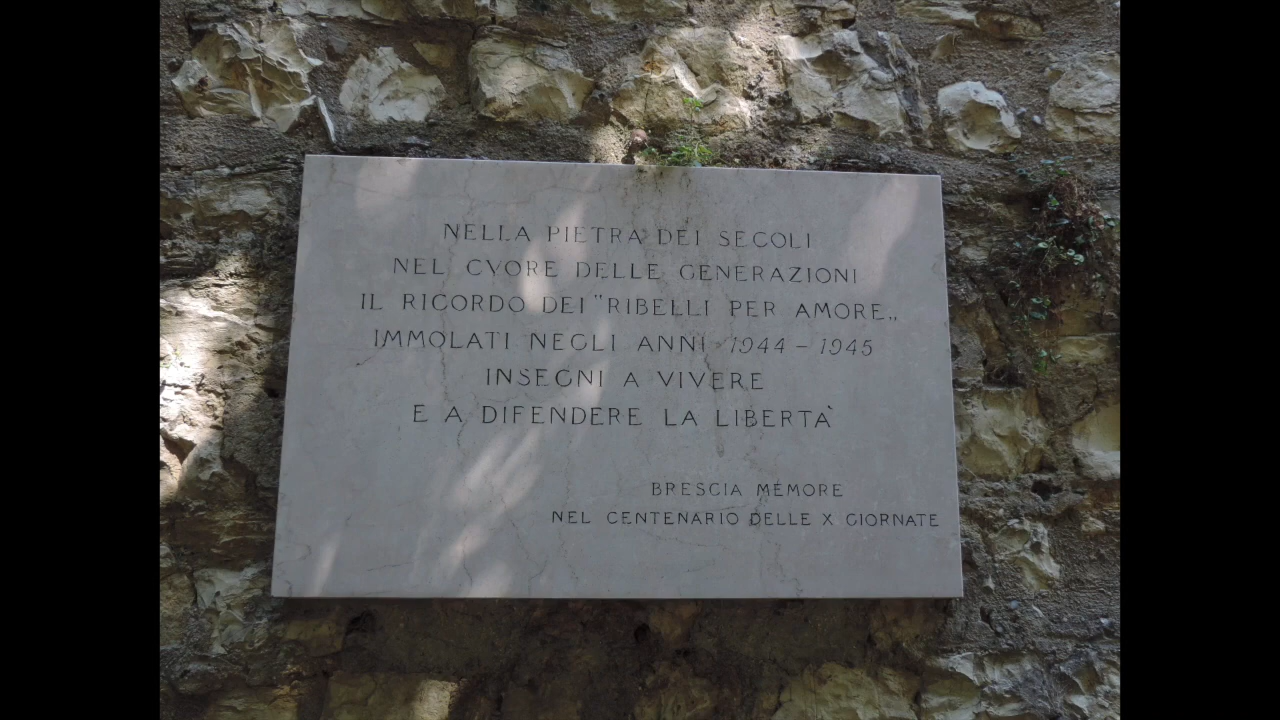 NELLA PIETRA DEI SECOLI
NEL CVORE DELLE GENERAZIONI
IL RICORDO DEI "RIBELLI PER AMORE„
IMMOLATI NEGLI ANNI 1944 - 1945
INSEGNI A VIVERE
E A DIFENDERE LA LIBERTÀ
BRESCIA MEMORE
NEL CENTENARIO DELLE X GIORNATE